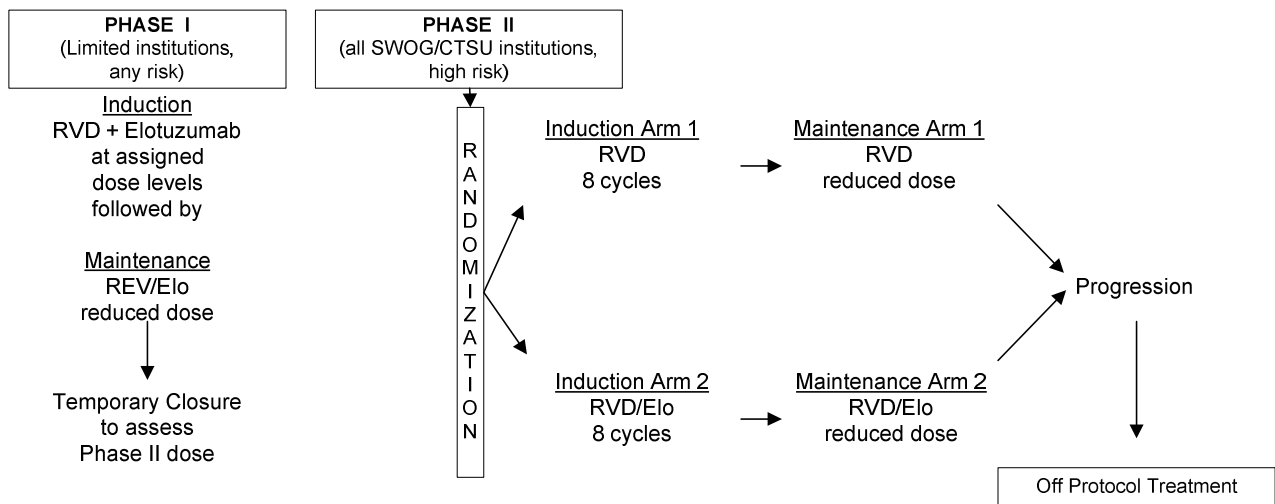 PHASE I
(Limited institutions,
any risk)
Induction
RVD + Elotuzumab
at assigned
dose levels
followed by
Maintenance
REV/Elo
reduced dose
Temporary Closure
to assess
Phase II dose
PHASE II
(all SWOG/CTSU institutions,
high risk)
RANDOMIZATION
Induction Arm 1
RVD
8 cycles
Maintenance Arm 1
RVD
reduced dose
Induction Arm 2
RVD/Elo
8 cycles
Maintenance Arm 2
RVD/Elo
reduced dose
Progression
Off Protocol Treatment